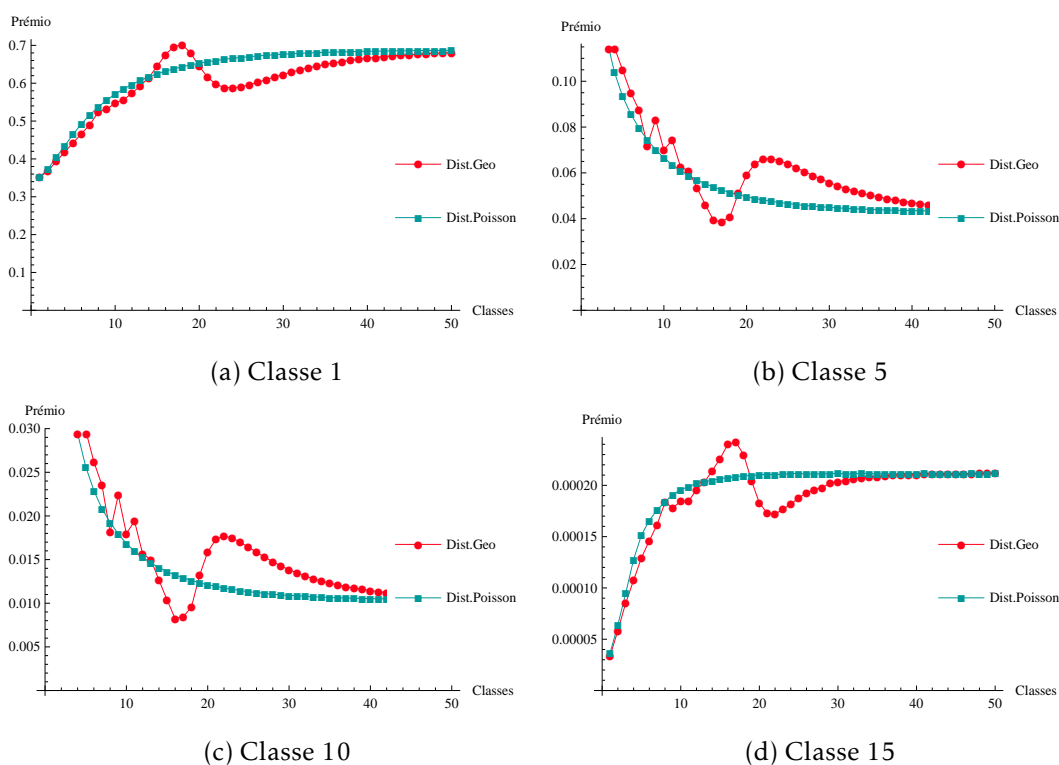 Prémio
0.7
0.6
0.5
0.4
0.3
0.2
0.1
10 20 30 40 50
Classes
Dist.Geo
Dist.Poisson
(a) Classe 1
Prémio
0.10
0.08
0.06
0.04
0.02
10 20 30 40 50
Classes
Dist.Geo
Dist.Poisson
(b) Classe 5
Prémio
0.030
0.025
0.020
0.015
0.010
0.005
10 20 30 40 50
Classes
Dist.Geo
Dist.Poisson
(c) Classe 10
Prémio
0.00020
0.00015
0.00010
0.00005
10 20 30 40 50
Classes
Dist.Geo
Dist.Poisson
(d) Classe 15